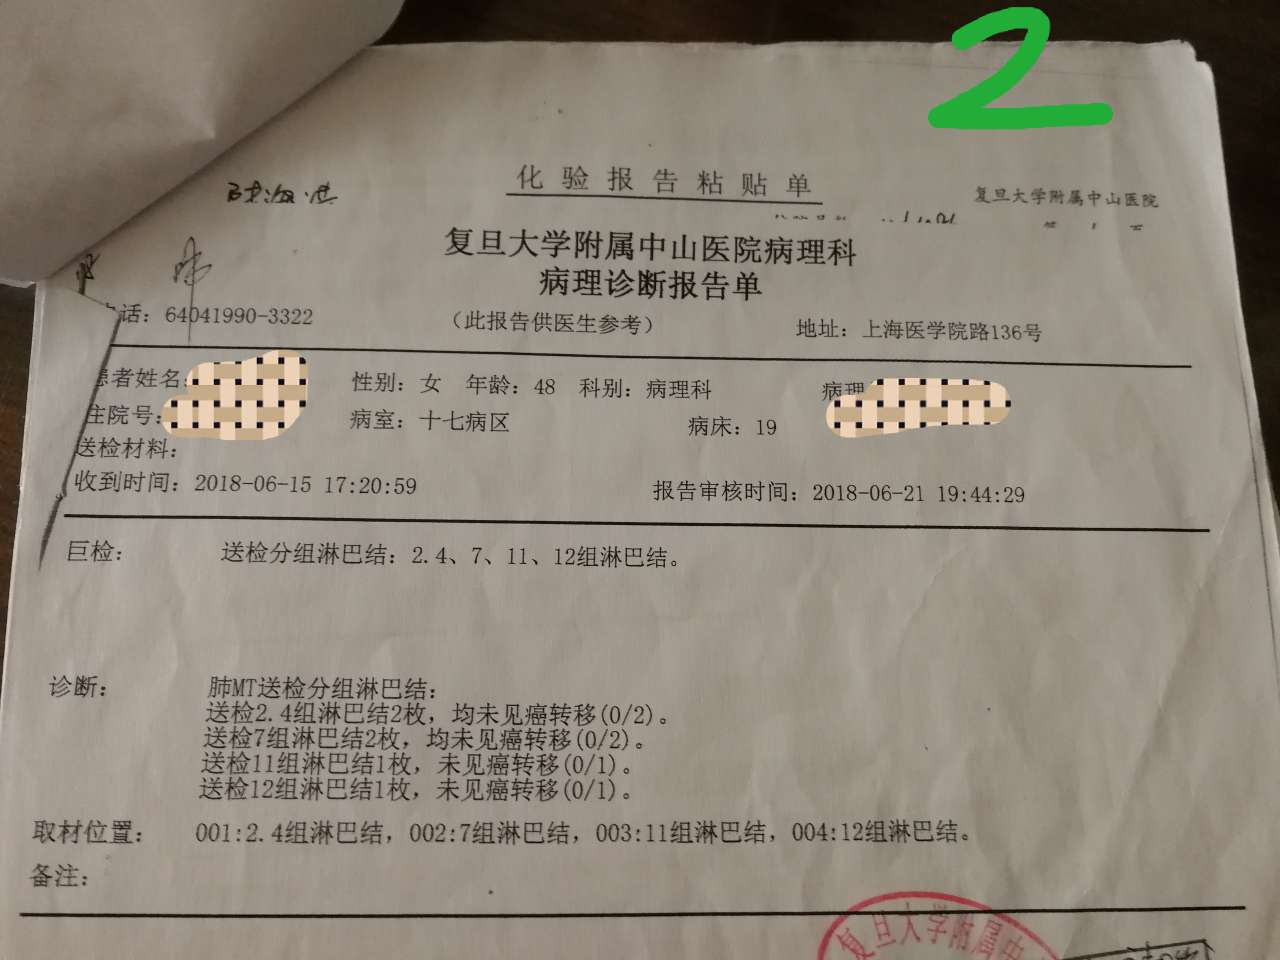 2
化验报告粘贴单
复旦大学附属中山医院
复旦大学附属中山医院病理科
病理诊断报告单
话: 64041990-3322 (此报告供医生参考) 地址: 上海医学院路136号
患者姓名: 性别: 女 年龄: 48 科别: 病理科 病理
住院号: 病室: 十七病区 病床: 19
送检材料:
收到时间: 2018-06-15 17:20:59 报告审核时间: 2018-06-21 19:44:29
巨检: 送检分组淋巴结: 2.4、7、11、12组淋巴结。
诊断: 肺MT送检分组淋巴结:
送检2.4组淋巴结2枚, 均未见癌转移(0/2)。
送检7组淋巴结2枚, 均未见癌转移(0/2)。
送检11组淋巴结1枚, 未见癌转移(0/1)。
送检12组淋巴结1枚, 未见癌转移(0/1)。
取材位置: 001:2.4组淋巴结, 002:7组淋巴结, 003:11组淋巴结, 004:12组淋巴结。
备注:
复旦大学附属中